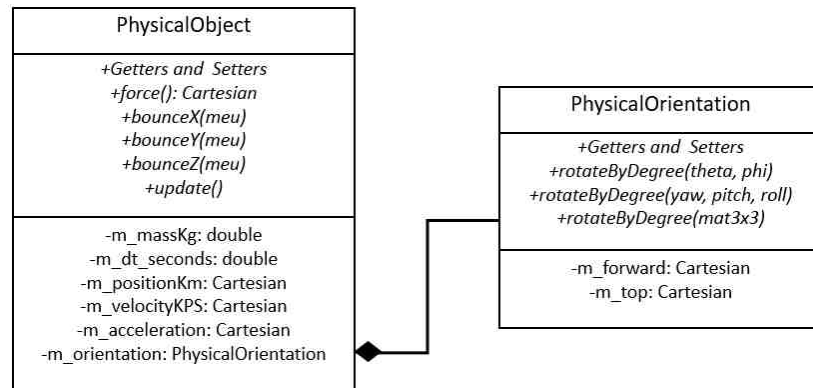 PhysicalObject
+Getters and Setters
+force(): Cartesian
+bounceX(meu)
+bounceY(meu)
+bounceZ(meu)
+update()
-m_massKg: double
-m_dt_seconds: double
-m_positionKm: Cartesian
-m_velocityKPS: Cartesian
-m_acceleration: Cartesian
-m_orientation: PhysicalOrientation
PhysicalOrientation
+Getters and Setters
+rotateByDegree(theta, phi)
+rotateByDegree(yaw, pitch, roll)
+rotateByDegree(mat3x3)
-m_forward: Cartesian
-m_top: Cartesian